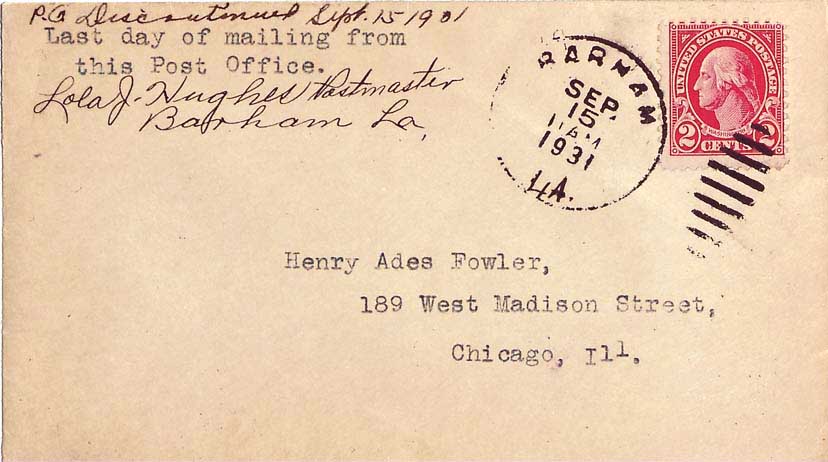 P.O. Discontinued Sept. 15 1931
Last day of mailing from
this Post Office.
Lola J. Hughes Postmaster
Barham La,
BARHAM
SEP.
15
11 AM
1931
LA.
UNITED STATES POSTAGE
WASHINGTON
2 CENTS 2
Henry Ades Fowler,
189 West Madison Street,
Chicago, Ill.